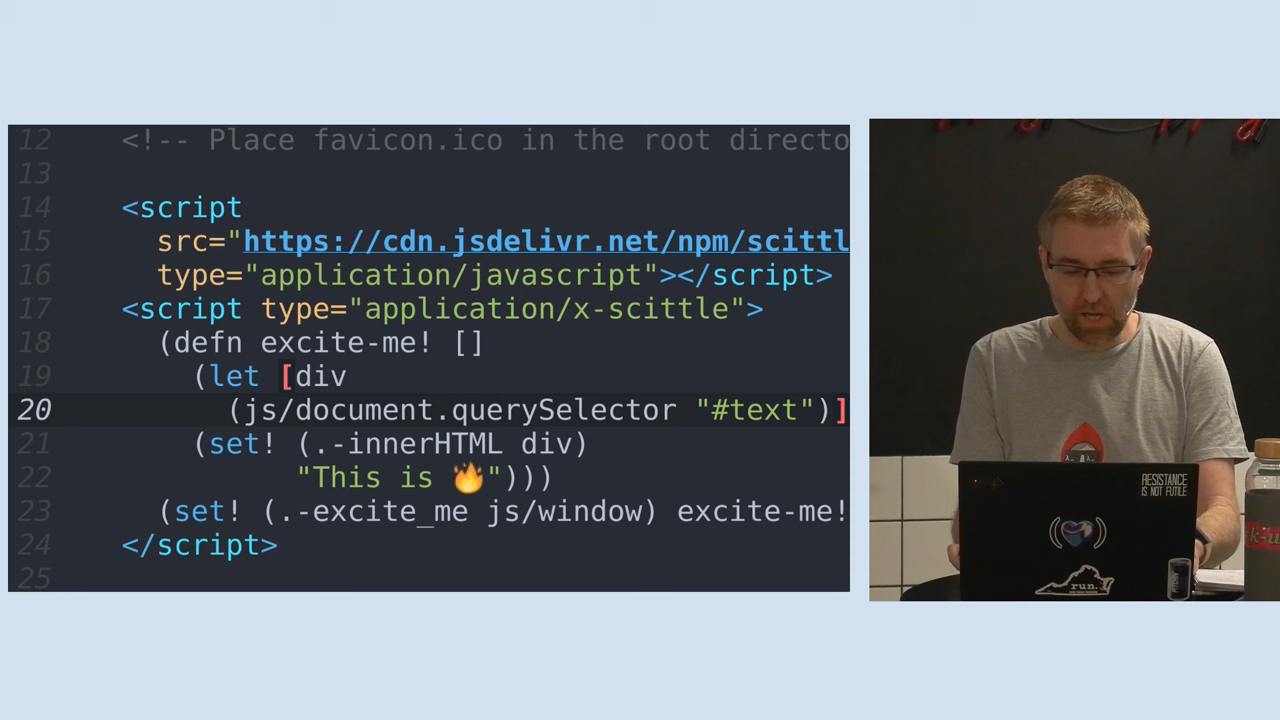 12 <!-- Place favicon.ico in the root directo
13
14 <script
15 src="https://cdn.jsdelivr.net/npm/scittl
16 type="application/javascript"></script>
17 <script type="application/x-scittle">
18 (defn excite-me! []
19 (let [div
20 (js/document.querySelector "#text")]
21 (set! (.-innerHTML div)
22 "This is 🔥")))
23 (set! (.-excite_me js/window) excite-me!
24 </script>
25
RESISTANCE
IS NOT FUTILE
run.